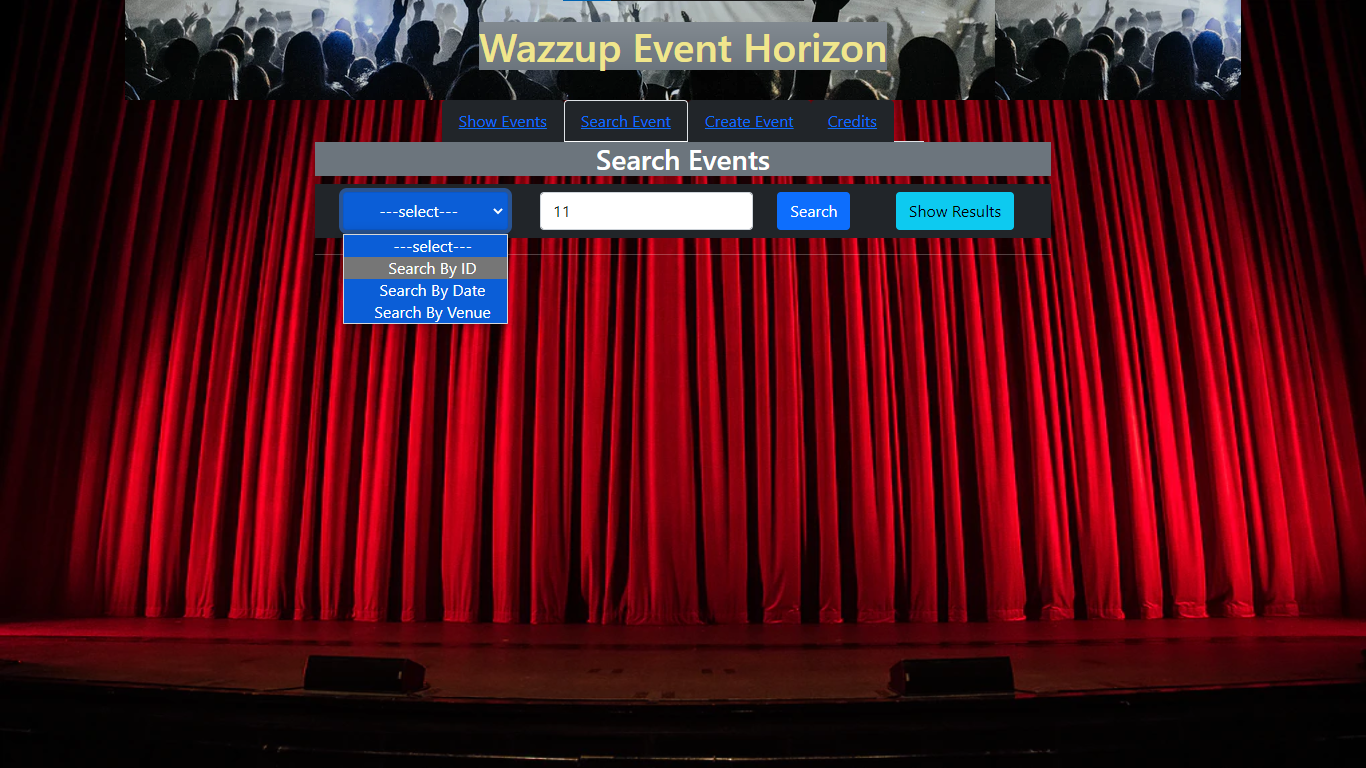 Wazzup Event Horizon
Show Events Search Event Create Event Credits
Search Events
---select--- 11 Search Show Results
---select---
Search By ID
Search By Date
Search By Venue